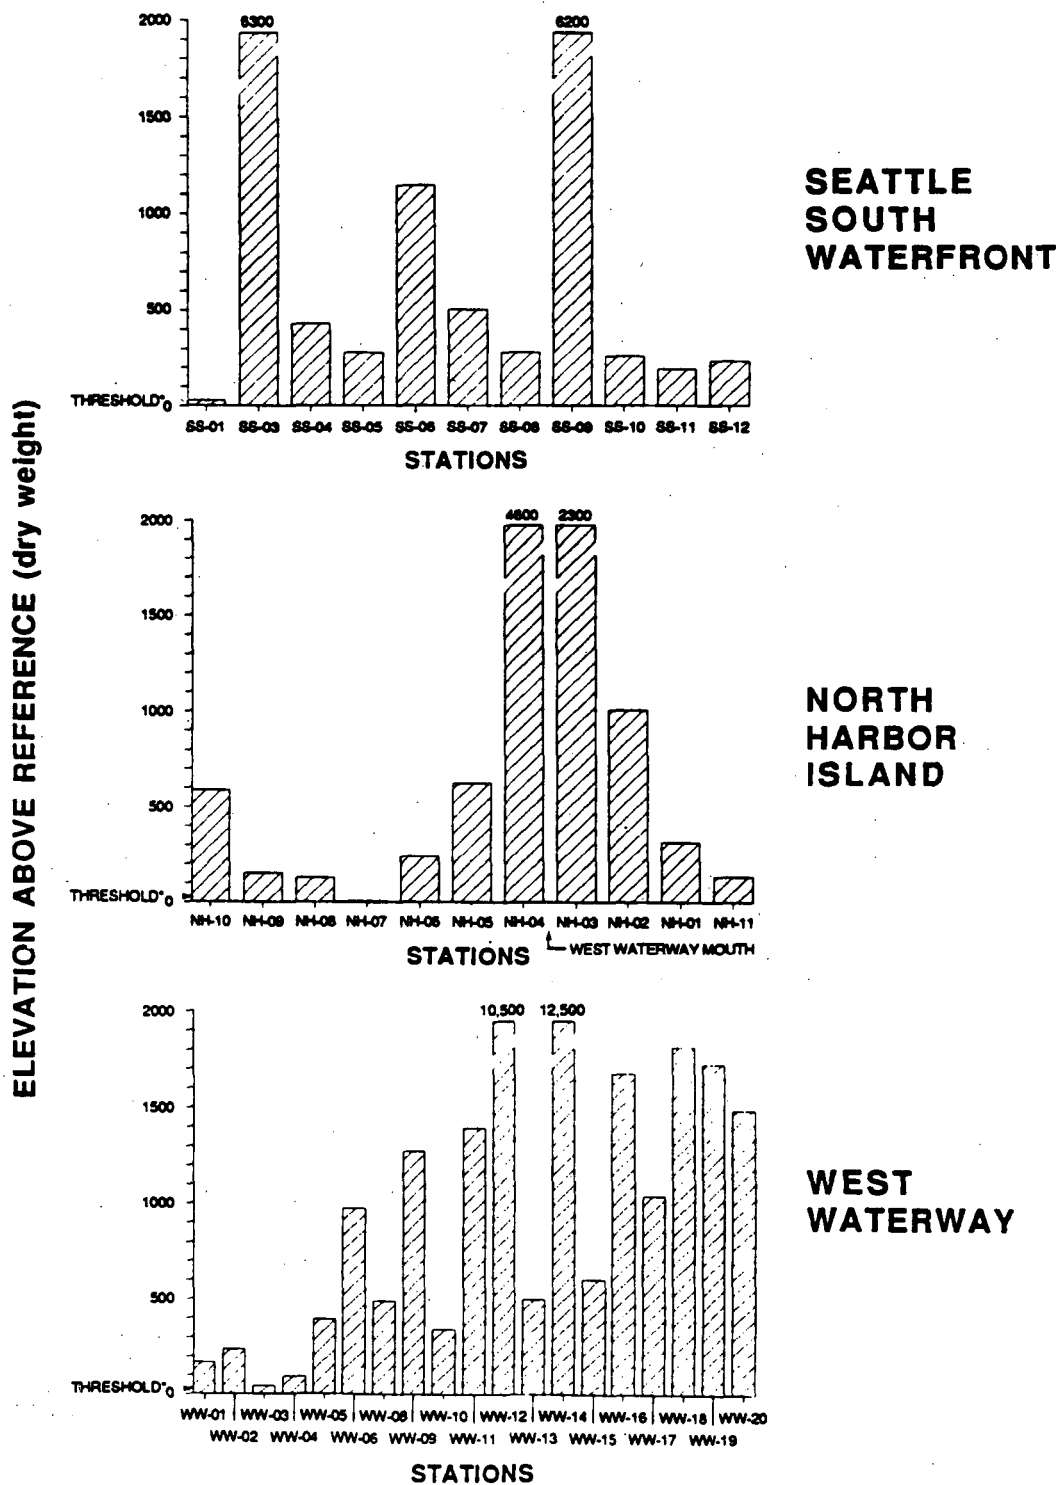 ELEVATION ABOVE REFERENCE (dry weight)
6300 6200
2000
1500
1000
500
THRESHOLD* 0
SS-01 SS-03 SS-04 SS-05 SS-06 SS-07 SS-08 SS-09 SS-10 SS-11 SS-12
STATIONS
SEATTLE
SOUTH
WATERFRONT
4600 2300
2000
1500
1000
500
THRESHOLD* 0
NH-10 NH-09 NH-08 NH-07 NH-06 NH-05 NH-04 NH-03 NH-02 NH-01 NH-11
WEST WATERWAY MOUTH
STATIONS
NORTH
HARBOR
ISLAND
10,500 12,500
2000
1500
1000
500
THRESHOLD* 0
WW-01 WW-03 WW-05 WW-08 WW-10 WW-12 WW-14 WW-16 WW-18 WW-20
WW-02 WW-04 WW-06 WW-09 WW-11 WW-13 WW-15 WW-17 WW-19
STATIONS
WEST
WATERWAY